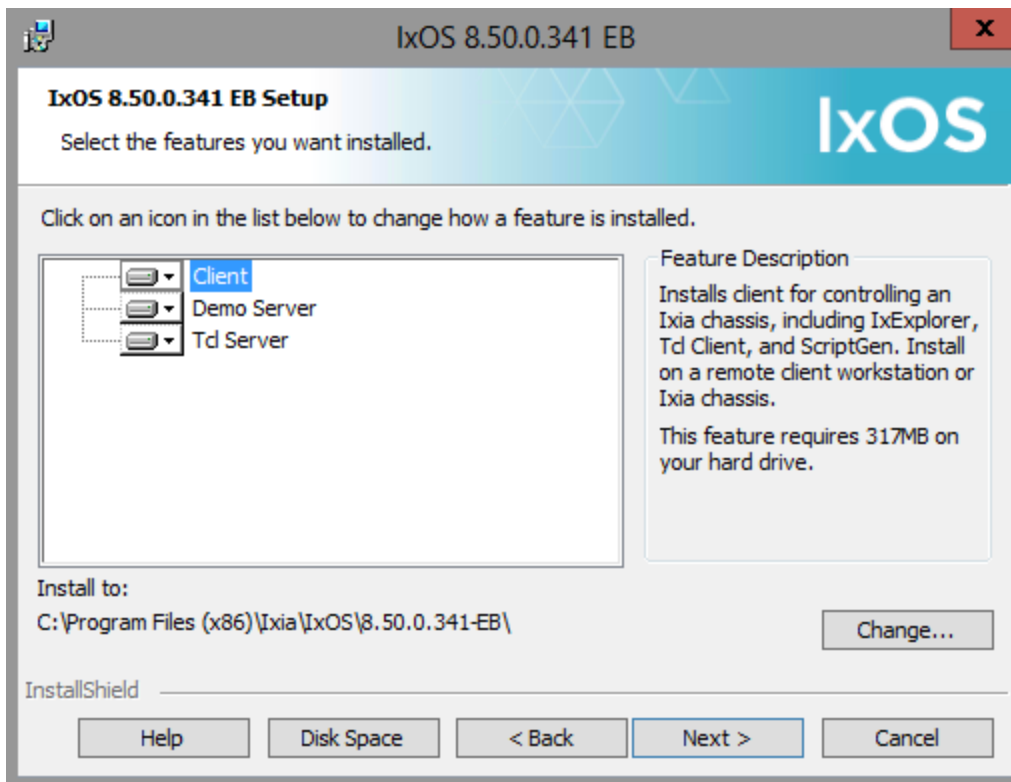 IxOS 8.50.0.341 EB
x
IxOS 8.50.0.341 EB Setup
Select the features you want installed.
IxOS
Click on an icon in the list below to change how a feature is installed.
Client
Demo Server
Tcl Server
Feature Description
Installs client for controlling an
Ixia chassis, including IxExplorer,
Tcl Client, and ScriptGen. Install
on a remote client workstation or
Ixia chassis.
This feature requires 317MB on
your hard drive.
Install to:
C:\Program Files (x86)\Ixia\IxOS\8.50.0.341-EB\
Change...
InstallShield
Help
Disk Space
< Back
Next >
Cancel